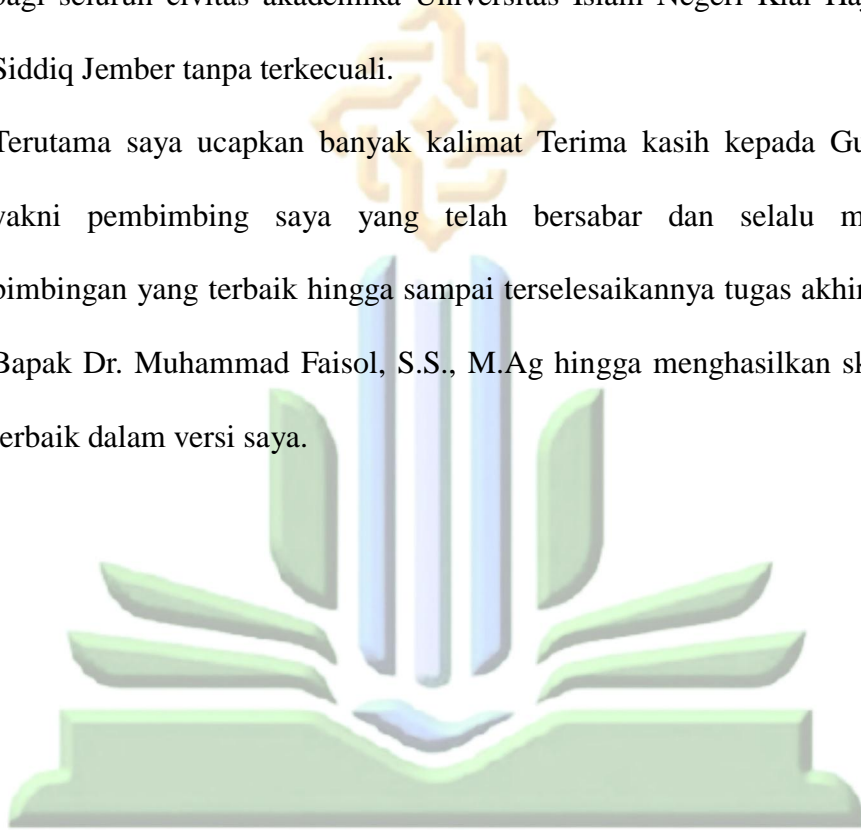 bagi seluruh civitas akademika Universitas Islam Negeri Kiai
Siddiq Jember tanpa terkecuali.
Terutama saya ucapkan banyak kalimat Terima kasih kepada
yakni pembimbing saya yang telah bersabar dan selalu
bimbingan yang terbaik hingga sampai terselesaikannya tugas akhir
Bapak Dr. Muhammad Faisol, S.S., M.Ag hingga menghasilkan
terbaik dalam versi saya.